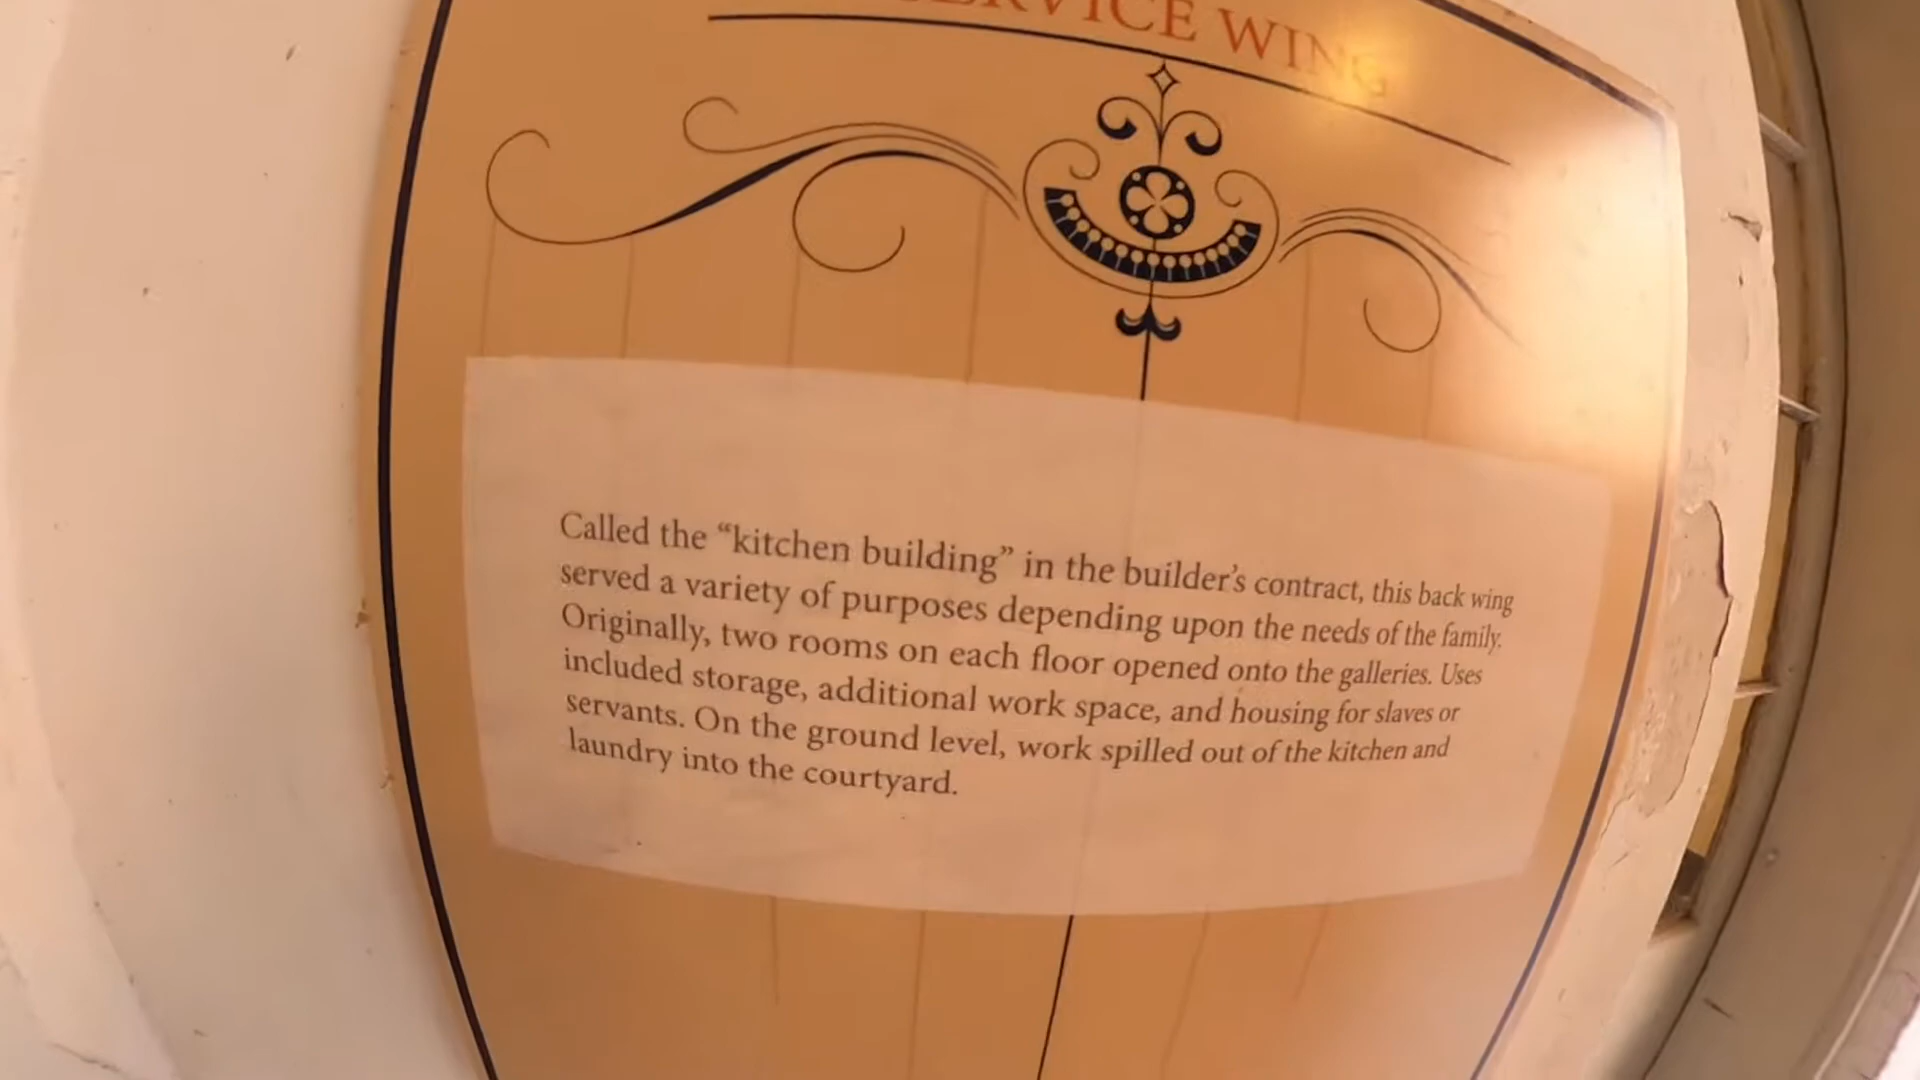 SERVICE WING
Called the “kitchen building” in the builder’s contract, this back wing
served a variety of purposes depending upon the needs of the family.
Originally, two rooms on each floor opened onto the galleries. Uses
included storage, additional work space, and housing for slaves or
servants. On the ground level, work spilled out of the kitchen and
laundry into the courtyard.